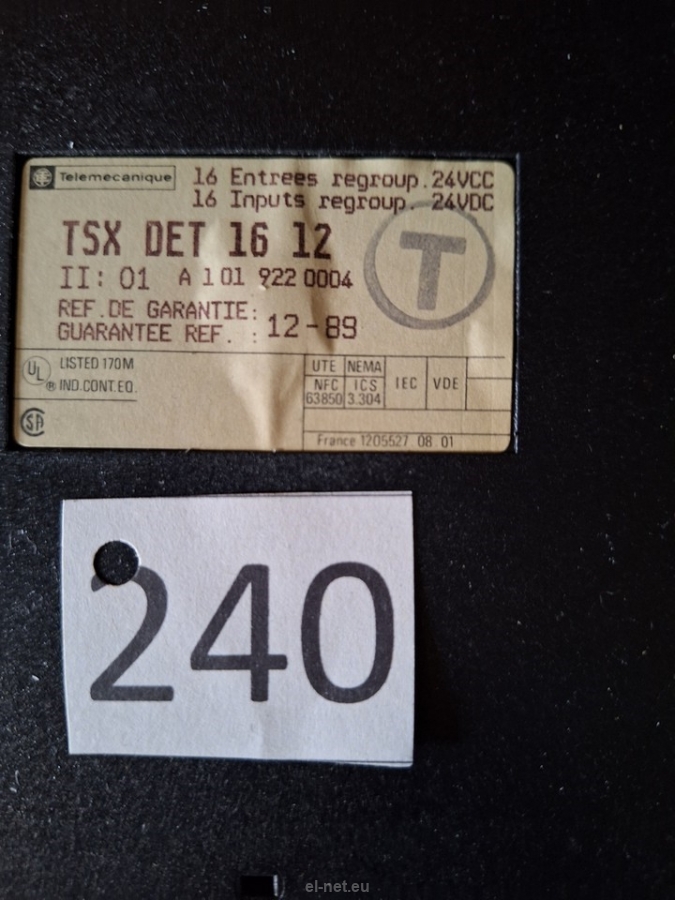 Telemecanique
16 Entrees regroup. 24VCC
16 Inputs regroup. 24VDC
TSX DET 16 12
II: 01 A 101 922 0004
REF.DE GARANTIE:
GUARANTEE REF. : 12-89
T
UL LISTED 170M
® IND.CONT.EQ.
SA
UTE NEMA
NFC ICS IEC VDE
63850 3.304
France 1205527 08 01
240
el-net.eu